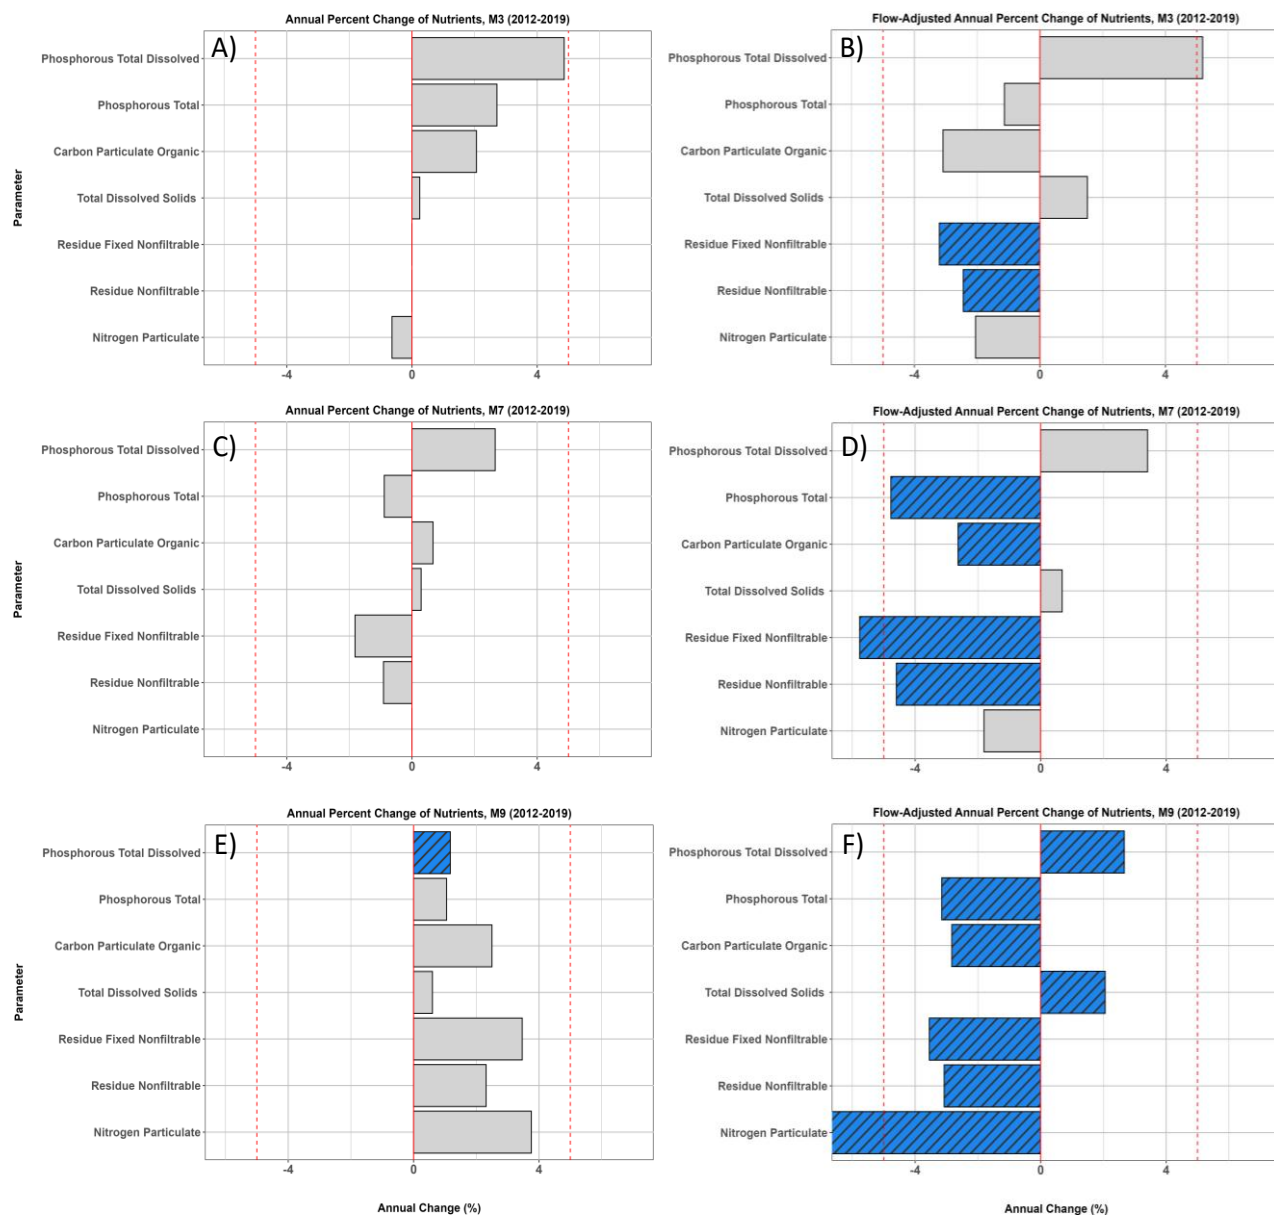 Annual Percent Change of Nutrients, M3 (2012-2019)
A)
Phosphorous Total Dissolved
Phosphorous Total
Carbon Particulate Organic
Total Dissolved Solids
Residue Fixed Nonfiltrable
Residue Nonfiltrable
Nitrogen Particulate
Parameter
-4
0
4
Flow-Adjusted Annual Percent Change of Nutrients, M3 (2012-2019)
B)
Phosphorous Total Dissolved
Phosphorous Total
Carbon Particulate Organic
Total Dissolved Solids
Residue Fixed Nonfiltrable
Residue Nonfiltrable
Nitrogen Particulate
-4
0
4
Annual Percent Change of Nutrients, M7 (2012-2019)
C)
Phosphorous Total Dissolved
Phosphorous Total
Carbon Particulate Organic
Total Dissolved Solids
Residue Fixed Nonfiltrable
Residue Nonfiltrable
Nitrogen Particulate
Parameter
-4
0
4
Flow-Adjusted Annual Percent Change of Nutrients, M7 (2012-2019)
D)
Phosphorous Total Dissolved
Phosphorous Total
Carbon Particulate Organic
Total Dissolved Solids
Residue Fixed Nonfiltrable
Residue Nonfiltrable
Nitrogen Particulate
-4
0
4
Annual Percent Change of Nutrients, M9 (2012-2019)
E)
Phosphorous Total Dissolved
Phosphorous Total
Carbon Particulate Organic
Total Dissolved Solids
Residue Fixed Nonfiltrable
Residue Nonfiltrable
Nitrogen Particulate
Parameter
-4
0
4
Annual Change (%)
Flow-Adjusted Annual Percent Change of Nutrients, M9 (2012-2019)
F)
Phosphorous Total Dissolved
Phosphorous Total
Carbon Particulate Organic
Total Dissolved Solids
Residue Fixed Nonfiltrable
Residue Nonfiltrable
Nitrogen Particulate
-4
0
4
Annual Change (%)